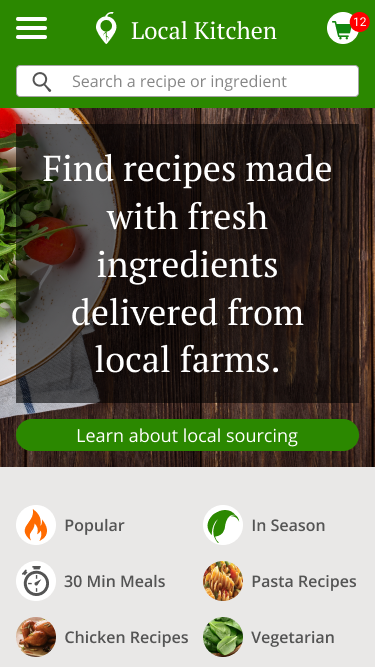 Local Kitchen
12
Search a recipe or ingredient
Find recipes made
with fresh
ingredients
delivered from
local farms.
Learn about local sourcing
Popular
In Season
30 Min Meals
Pasta Recipes
Chicken Recipes
Vegetarian